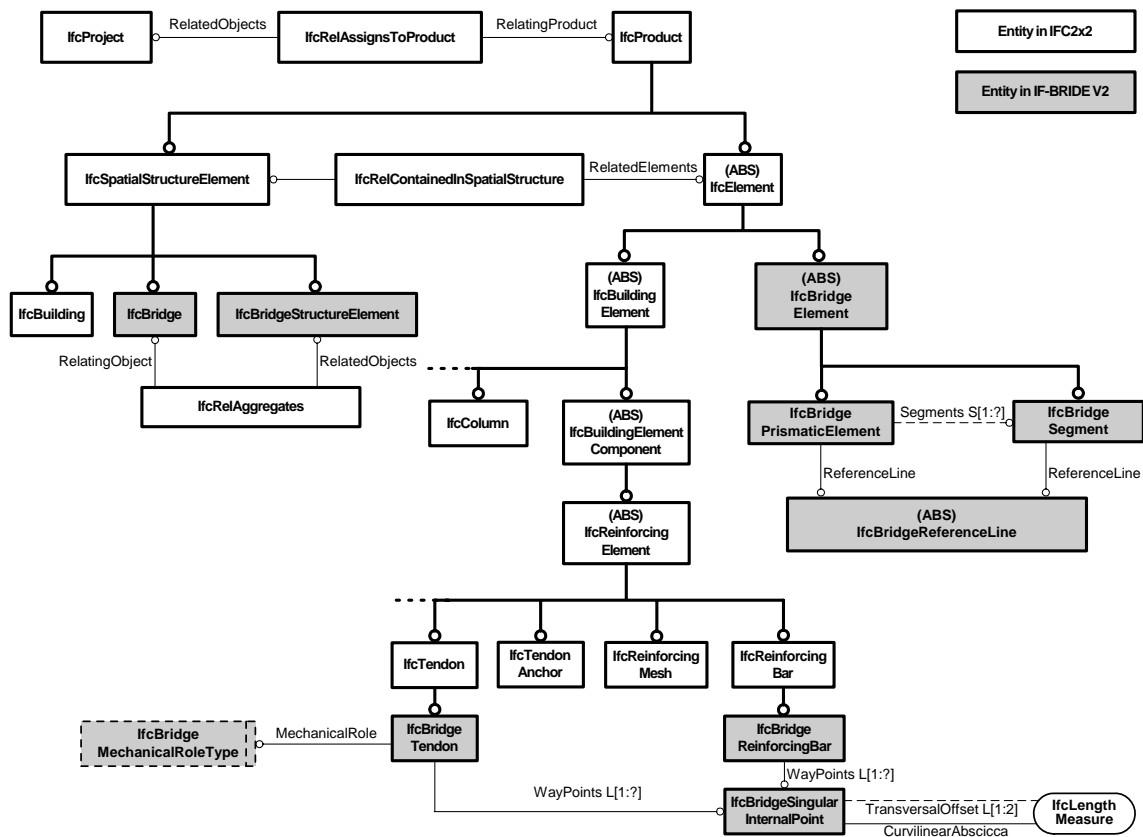 RelatedObjects
RelatingProduct
IfcProject
IfcRelAssignsToProduct
IfcProduct
Entity in IFC2x2
Entity in IF-BRIDE V2
IfcSpatialStructureElement
IfcRelContainedInSpatialStructure
RelatedElements
(ABS)
IfcElement
IfcBuilding
IfcBridge
IfcBridgeStructureElement
(ABS)
IfcBuilding
Element
(ABS)
IfcBridge
Element
RelatingObject
RelatedObjects
IfcRelAggregates
IfcColumn
(ABS)
IfcBuildingElement
Component
IfcBridge
PrismaticElement
Segments S[1:?]
IfcBridge
Segment
ReferenceLine
ReferenceLine
(ABS)
IfcReinforcing
Element
(ABS)
IfcBridgeReferenceLine
IfcTendon
IfcTendon
Anchor
IfcReinforcing
Mesh
IfcReinforcing
Bar
IfcBridge
MechanicalRoleType
MechanicalRole
IfcBridge
Tendon
IfcBridge
ReinforcingBar
WayPoints L[1:?]
WayPoints L[1:?]
IfcBridgeSingular
InternalPoint
TransversalOffset L[1:2]
CurvilinearAbscicca
IfcLength
Measure